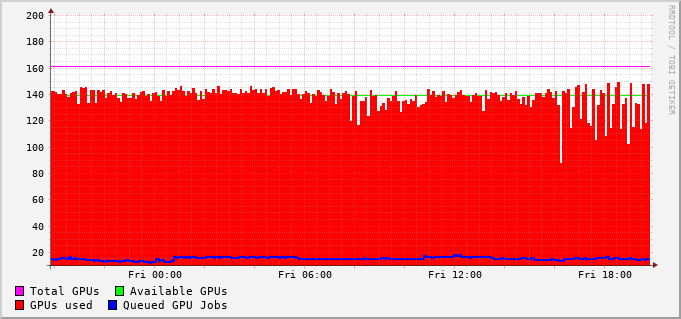 RRDTOOL / TOBI OETIKER
200
180
160
140
120
100
80
60
40
20
Fri 00:00 Fri 06:00 Fri 12:00 Fri 18:00
Total GPUs Available GPUs
GPUs used Queued GPU Jobs